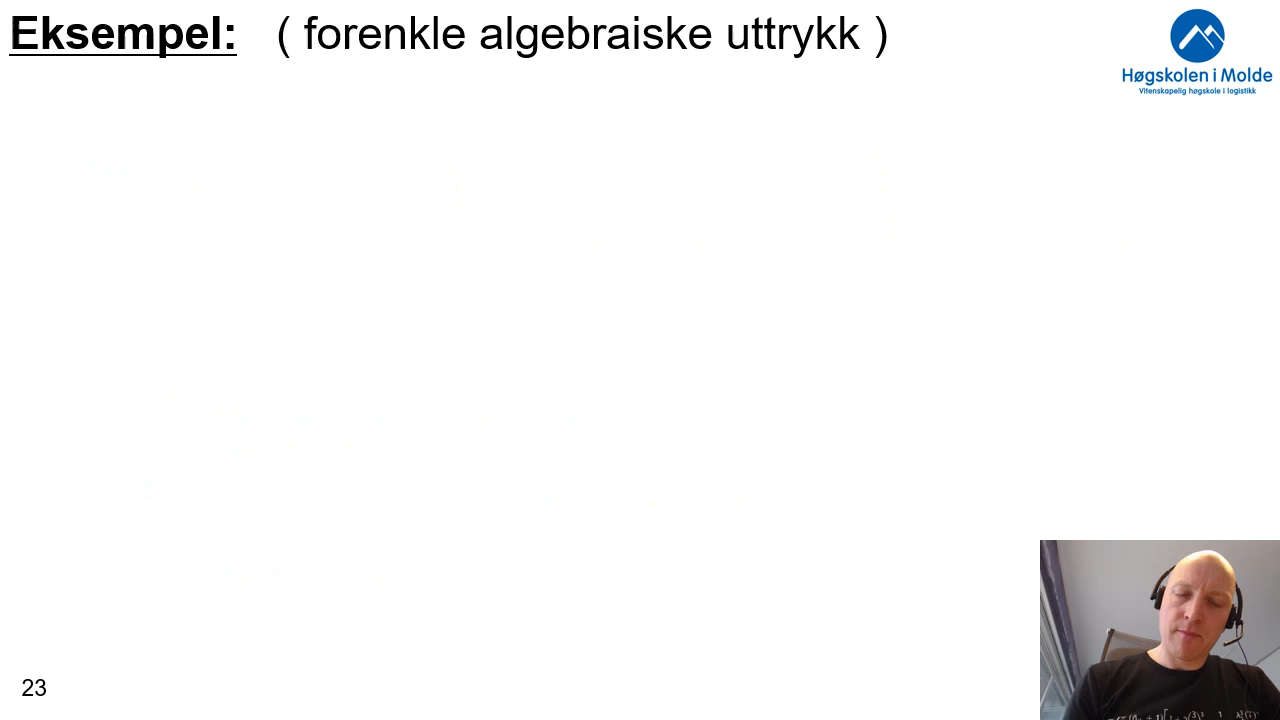 Eksempel: ( forenkle algebraiske uttrykk )
Høgskolen i Molde
Vitenskapelig høgskole i logistikk
23